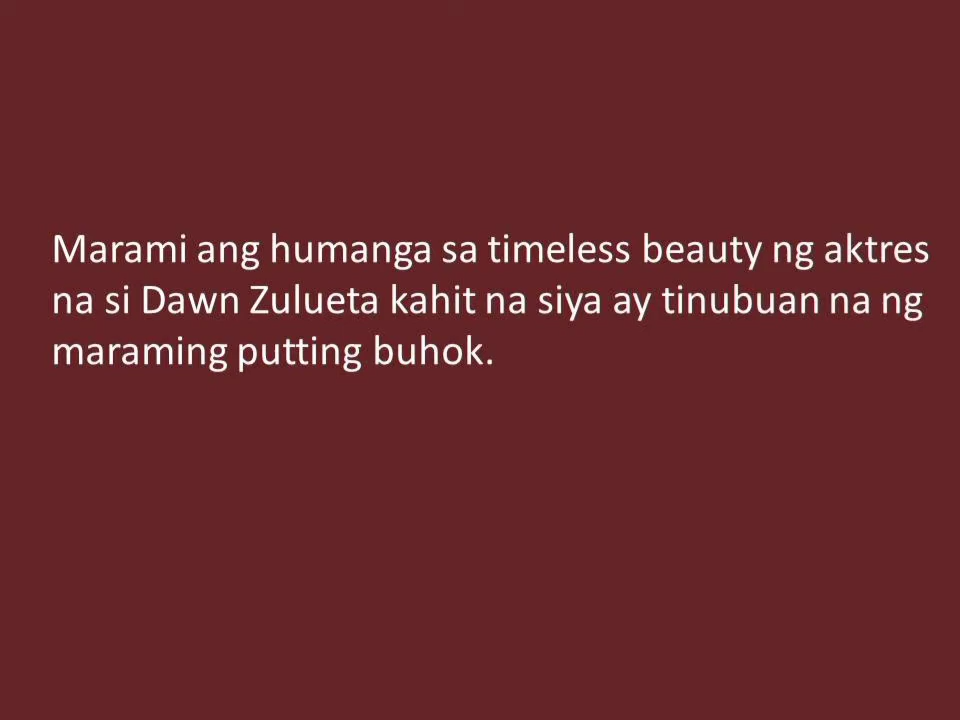 Marami ang humanga sa timeless beauty ng aktres
na si Dawn Zulueta kahit na siya ay tinubuan na ng
maraming putting buhok.